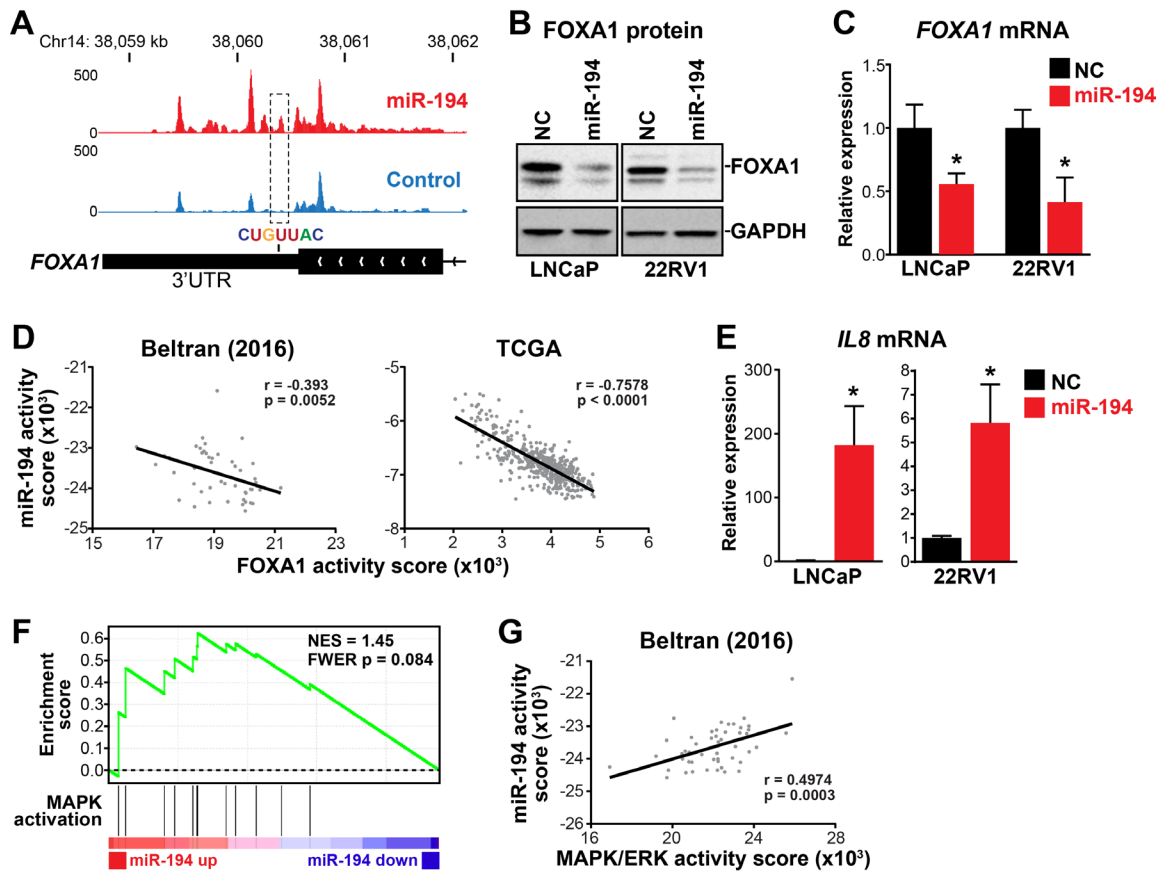 A
Chr14: 38,059 kb 38,060 38,061 38,062
500
miR-194
0
500
Control
0
CUGUUAC
FOXA1
3'UTR
B
FOXA1 protein
NC miR-194 NC miR-194
-FOXA1
-GAPDH
LNCaP 22RV1
C
FOXA1 mRNA
Relative expression
1.5
1.0
0.5
0.0
NC
miR-194
* *
LNCaP 22RV1
D
Beltran (2016)
miR-194 activity
score (x10³)
-21
-22
-23
-24
-25
r = -0.393
p = 0.0052
15 17 19 21 23
TCGA
-5
-6
-7
-8
r = -0.7578
p < 0.0001
1 2 3 4 5 6
FOXA1 activity score (x10³)
E
IL8 mRNA
Relative expression
300
200
100
0
*
LNCaP
8
7
6
5
4
3
2
1
0
*
22RV1
NC
miR-194
F
Enrichment
score
0.6
0.5
0.4
0.3
0.2
0.1
0.0
NES = 1.45
FWER p = 0.084
MAPK
activation
miR-194 up miR-194 down
G
Beltran (2016)
miR-194 activity
score (x10³)
-21
-22
-23
-24
-25
-26
r = 0.4974
p = 0.0003
16 20 24 28
MAPK/ERK activity score (x10³)